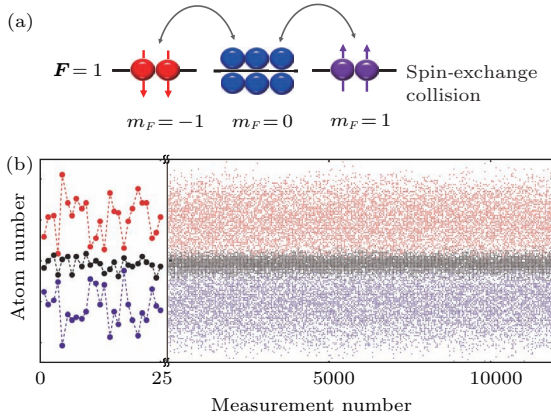 (a)
F = 1
Spin-exchange
collision
m_F = −1
m_F = 0
m_F = 1
(b)
Atom number
0
25
5000
10000
Measurement number